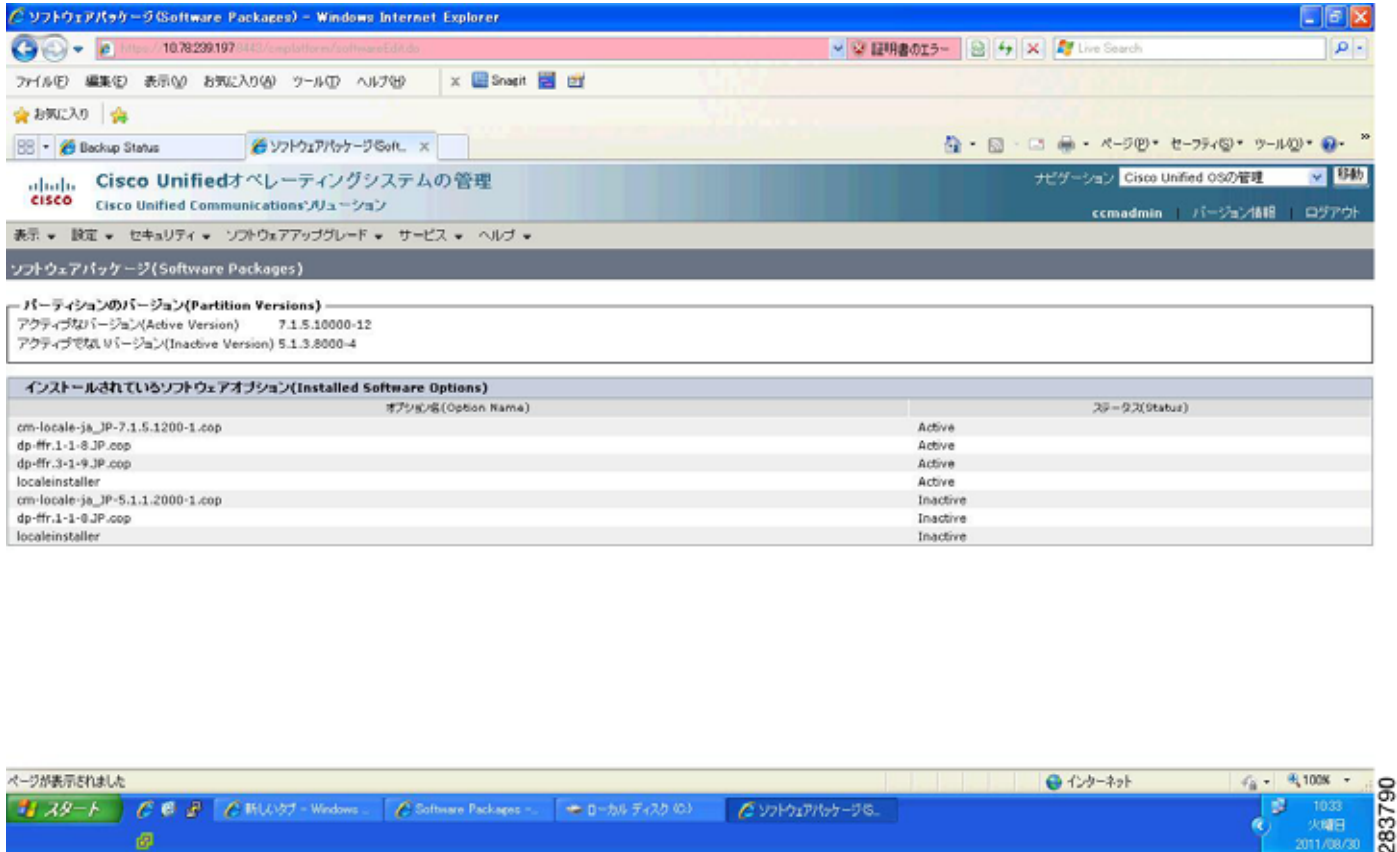 ソフトウェアパッケージ(Software Packages) - Windows Internet Explorer
https://10.78.239.197:8443/cmplatform/softwareEdit.do 証明書のエラー Live Search
ファイル(F) 編集(E) 表示(V) お気に入り(A) ツール(T) ヘルプ(H) x Snagit
お気に入り
Backup Status ソフトウェアパッケージ(Soft... x ページ(P) セーフティ(S) ツール(O) »
cisco Cisco Unifiedオペレーティングシステムの管理 ナビゲーション Cisco Unified OSの管理 移動
Cisco Unified Communicationsソリューション ccmadmin | バージョン情報 | ログアウト
表示 設定 セキュリティ ソフトウェアアップグレード サービス ヘルプ
ソフトウェアパッケージ(Software Packages)
パーティションのバージョン(Partition Versions)
アクティブなバージョン(Active Version) 7.1.5.10000-12
アクティブでないバージョン(Inactive Version) 5.1.3.8000-4
インストールされているソフトウェアオプション(Installed Software Options)
オプション名(Option Name) ステータス(Status)
cm-locale-ja_JP-7.1.5.1200-1.cop Active
dp-ffr.1-1-8.JP.cop Active
dp-ffr.3-1-9.JP.cop Active
localeinstaller Active
cm-locale-ja_JP-5.1.1.2000-1.cop Inactive
dp-ffr.1-1-8.JP.cop Inactive
localeinstaller Inactive
ページが表示されました インターネット 100%
スタート 新しいタブ - Windows ... Software Packages - ... ローカル ディスク (C:) ソフトウェアパッケージ(S... 10:33
火曜日
2011/08/30
283790